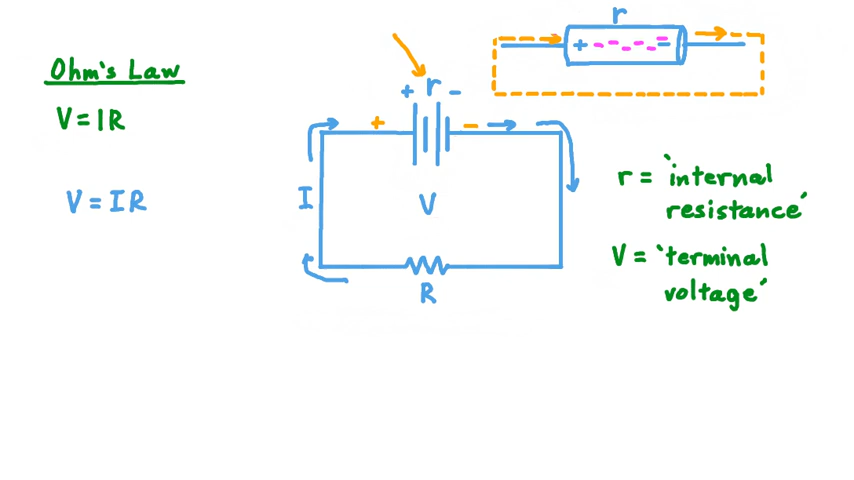 Ohm's Law
V = IR
V = IR
r
+ -
+ r -
+ -
I
V
R
r = 'internal
resistance'
V = 'terminal
voltage'